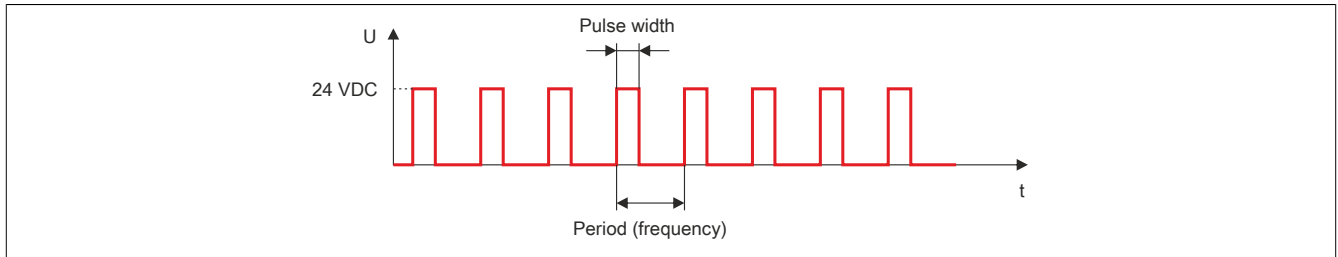 Pulse width
U
24 VDC
t
Period (frequency)